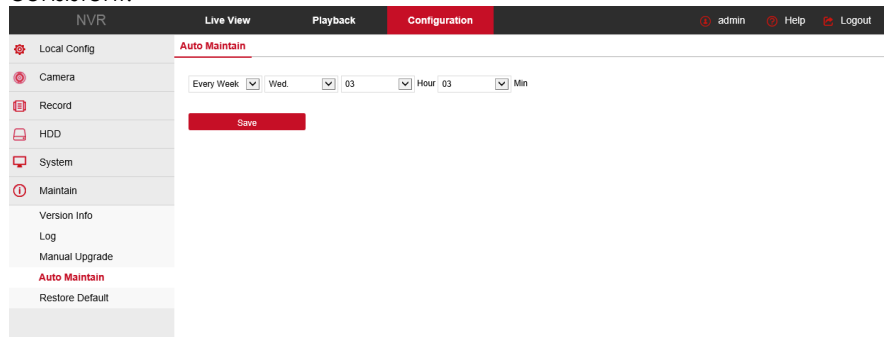 NVR Live View Playback Configuration admin Help Logout
Local Config
Auto Maintain
Camera
Every Week Wed. 03 Hour 03 Min
Record
Save
HDD
System
Maintain
Version Info
Log
Manual Upgrade
Auto Maintain
Restore Default